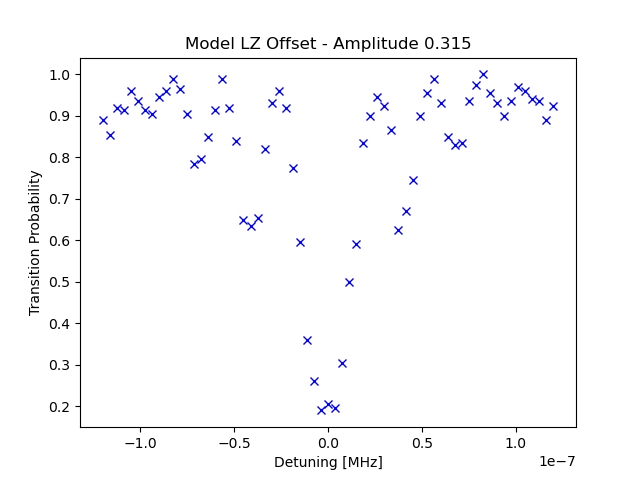 Model LZ Offset - Amplitude 0.315
1.0
0.9
0.8
0.7
0.6
0.5
0.4
0.3
0.2
Transition Probability
−1.0 −0.5 0.0 0.5 1.0
1e−7
Detuning [MHz]